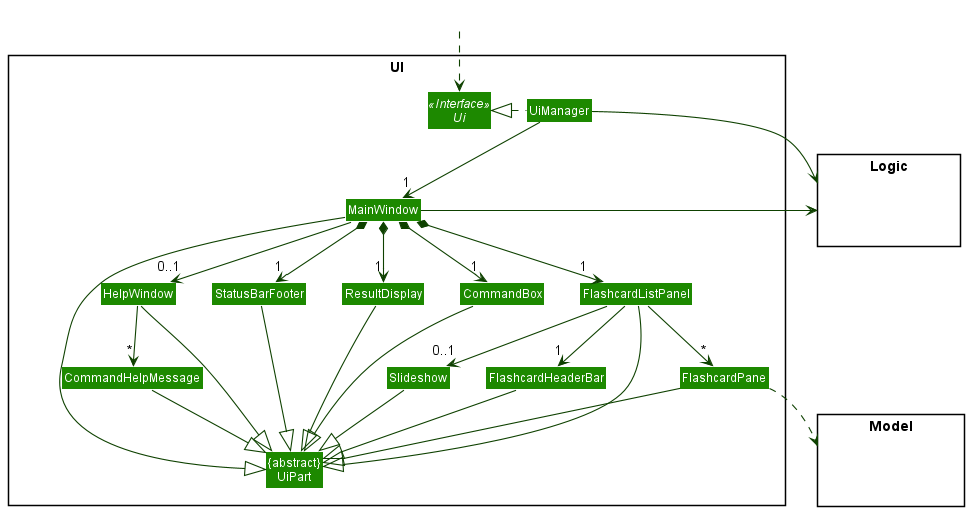 UI
«Interface»
Ui
UiManager
Logic
1
MainWindow
0..1
1
1
1
1
HelpWindow
StatusBarFooter
ResultDisplay
CommandBox
FlashcardListPanel
*
0..1
1
*
CommandHelpMessage
Slideshow
FlashcardHeaderBar
FlashcardPane
Model
{abstract}
UiPart